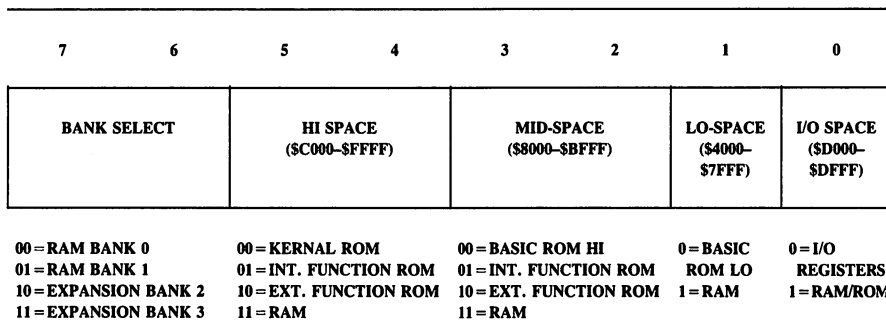 7 6 5 4 3 2 1 0
BANK SELECT HI SPACE MID-SPACE LO-SPACE I/O SPACE
($C000–$FFFF) ($8000–$BFFF) ($4000– ($D000–
$7FFF) $DFFF)
00=RAM BANK 0 00=KERNAL ROM 00=BASIC ROM HI 0=BASIC 0=I/O
01=RAM BANK 1 01=INT. FUNCTION ROM 01=INT. FUNCTION ROM ROM LO REGISTERS
10=EXPANSION BANK 2 10=EXT. FUNCTION ROM 10=EXT. FUNCTION ROM 1=RAM 1=RAM/ROM
11=EXPANSION BANK 3 11=RAM 11=RAM